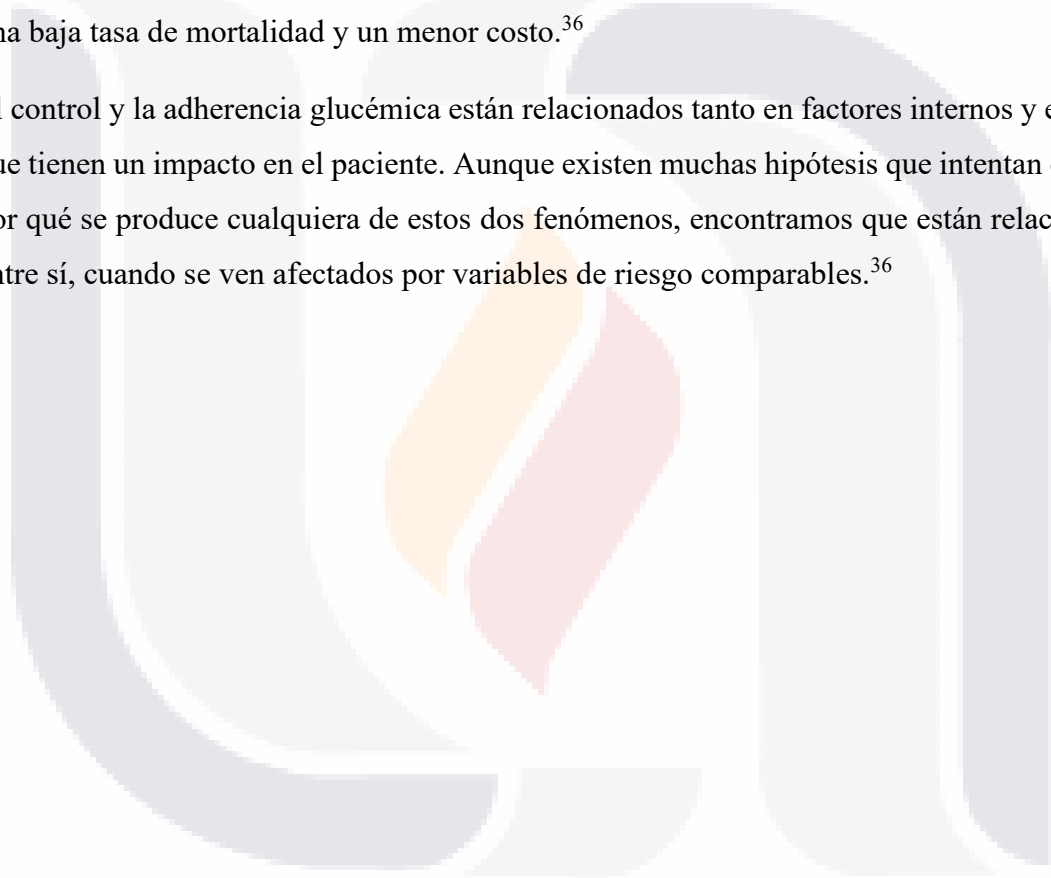 na baja tasa de mortalidad y un menor costo.36
l control y la adherencia glucémica están relacionados tanto en factores internos y e
ue tienen un impacto en el paciente. Aunque existen muchas hipótesis que intentan
or qué se produce cualquiera de estos dos fenómenos, encontramos que están relac
ntre sí, cuando se ven afectados por variables de riesgo comparables.36